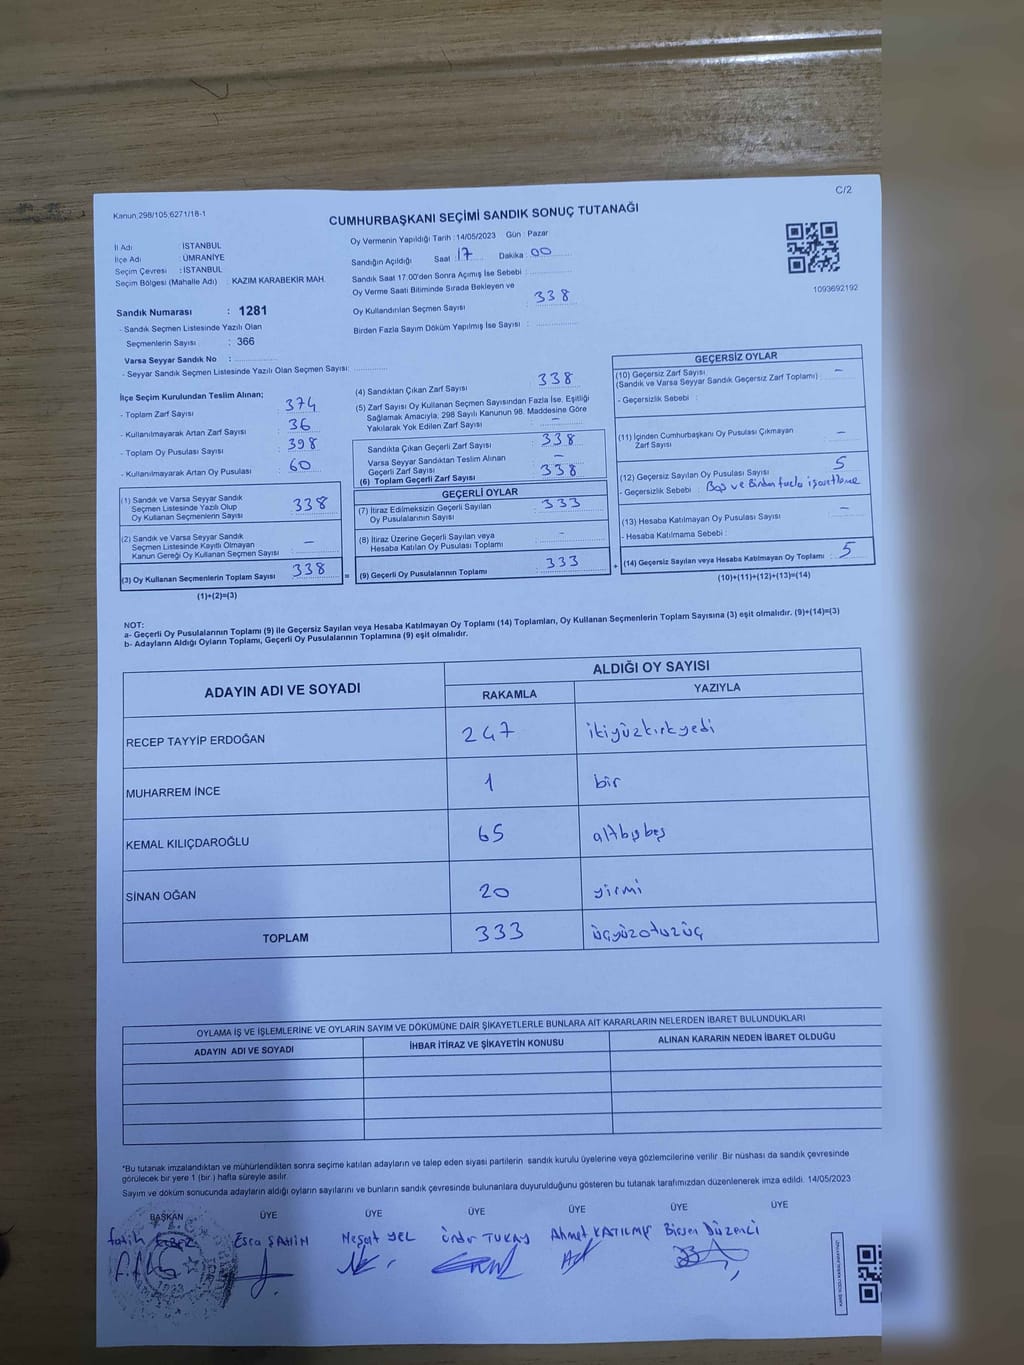 C/2
Kanun,298/105,6271/18-1
CUMHURBAŞKANI SEÇİMİ SANDIK SONUÇ TUTANAĞI
İl Adı : İSTANBUL
İlçe Adı : ÜMRANİYE
Seçim Çevresi : İSTANBUL
Seçim Bölgesi (Mahalle Adı) : KAZIM KARABEKİR MAH.
Oy Vermenin Yapıldığı Tarih : 14/05/2023 Gün : Pazar
Sandığın Açıldığı Saat 17 Dakika 00
Sandık Saat 17.00'den Sonra Açımış İse Sebebi :
Oy Verme Saati Bitiminde Sırada Bekleyen ve
Oy Kullandırılan Seçmen Sayısı : 338
Birden Fazla Sayım Döküm Yapılmış İse Sayısı :
1093692192
Sandık Numarası : 1281
- Sandık Seçmen Listesinde Yazılı Olan
Seçmenlerin Sayısı : 366
Varsa Seyyar Sandık No :
- Seyyar Sandık Seçmen Listesinde Yazılı Olan Seçmen Sayısı:
İlçe Seçim Kurulundan Teslim Alınan;
- Toplam Zarf Sayısı : 374
- Kullanılmayarak Artan Zarf Sayısı : 36
- Toplam Oy Pusulası Sayısı : 398
- Kullanılmayarak Artan Oy Pusulası : 60
(1) Sandık ve Varsa Seyyar Sandık
Seçmen Listesinde Yazılı Olup
Oy Kullanan Seçmenlerin Sayısı : 338
(2) Sandık ve Varsa Seyyar Sandık
Seçmen Listesinde Kayıtlı Olmayan
Kanun Gereği Oy Kullanan Seçmen Sayısı : -
(3) Oy Kullanan Seçmenlerin Toplam Sayısı : 338
(1)+(2)=(3)
(4) Sandıktan Çıkan Zarf Sayısı : 338
(5) Zarf Sayısı Oy Kullanan Seçmen Sayısından Fazla İse, Eşitliği
Sağlamak Amacıyla, 298 Sayılı Kanunun 98. Maddesine Göre
Yakılarak Yok Edilen Zarf Sayısı : -
Sandıkta Çıkan Geçerli Zarf Sayısı : 338
Varsa Seyyar Sandıktan Teslim Alınan
Geçerli Zarf Sayısı : -
(6) Toplam Geçerli Zarf Sayısı : 338
GEÇERLİ OYLAR
(7) İtiraz Edilmeksizin Geçerli Sayılan
Oy Pusulalarının Sayısı : 333
(8) İtiraz Üzerine Geçerli Sayılan veya
Hesaba Katılan Oy Pusulası Toplamı : -
= (9) Geçerli Oy Pusulalarının Toplamı : 333
GEÇERSİZ OYLAR
(10) Geçersiz Zarf Sayısı
(Sandık ve Varsa Seyyar Sandık Geçersiz Zarf Toplamı) : -
- Geçersizlik Sebebi :
(11) İçinden Cumhurbaşkanı Oy Pusulası Çıkmayan
Zarf Sayısı : -
(12) Geçersiz Sayılan Oy Pusulası Sayısı : 5
- Geçersizlik Sebebi : Boş ve Birden fazla işaretleme
(13) Hesaba Katılmayan Oy Pusulası Sayısı : -
- Hesaba Katılmama Sebebi :
+ (14) Geçersiz Sayılan veya Hesaba Katılmayan Oy Toplamı : 5
(10)+(11)+(12)+(13)=(14)
NOT:
a- Geçerli Oy Pusulalarının Toplamı (9) ile Geçersiz Sayılan veya Hesaba Katılmayan Oy Toplamı (14) Toplamları, Oy Kullanan Seçmenlerin Toplam Sayısına (3) eşit olmalıdır. (9)+(14)=(3)
b- Adayların Aldığı Oyların Toplamı, Geçerli Oy Pusulalarının Toplamına (9) eşit olmalıdır.
ADAYIN ADI VE SOYADI
ALDIĞI OY SAYISI
RAKAMLA YAZIYLA
RECEP TAYYİP ERDOĞAN 247 ikiyüzkırkyedi
MUHARREM İNCE 1 bir
KEMAL KILIÇDAROĞLU 65 altbışbeş
SİNAN OĞAN 20 yirmi
TOPLAM 333 üçyüzotuzüç
OYLAMA İŞ VE İŞLEMLERİNE VE OYLARIN SAYIM VE DÖKÜMÜNE DAİR ŞİKAYETLERLE BUNLARA AİT KARARLARIN NELERDEN İBARET BULUNDUKLARI
ADAYIN ADI VE SOYADI İHBAR İTİRAZ VE ŞİKAYETİN KONUSU ALINAN KARARIN NEDEN İBARET OLDUĞU
*Bu tutanak imzalandıktan ve mühürlendikten sonra seçime katılan adayların ve talep eden siyasi partilerin sandık kurulu üyelerine veya gözlemcilerine verilir. Bir nüshası da sandık çevresinde
görülecek bir yere 1 (bir) hafta süreyle asılır.
Sayım ve döküm sonucunda adayların aldığı oyların sayılarını ve bunların sandık çevresinde bulunanlara duyurulduğunu gösteren bu tutanak tarafımızdan düzenlenerek imza edildi. 14/05/2023
BAŞKAN ÜYE ÜYE ÜYE ÜYE ÜYE
fatih Esra ŞAHİN Neşat YEL Önder TUKAY Ahmet KATILMIŞ Birsen Düzenci